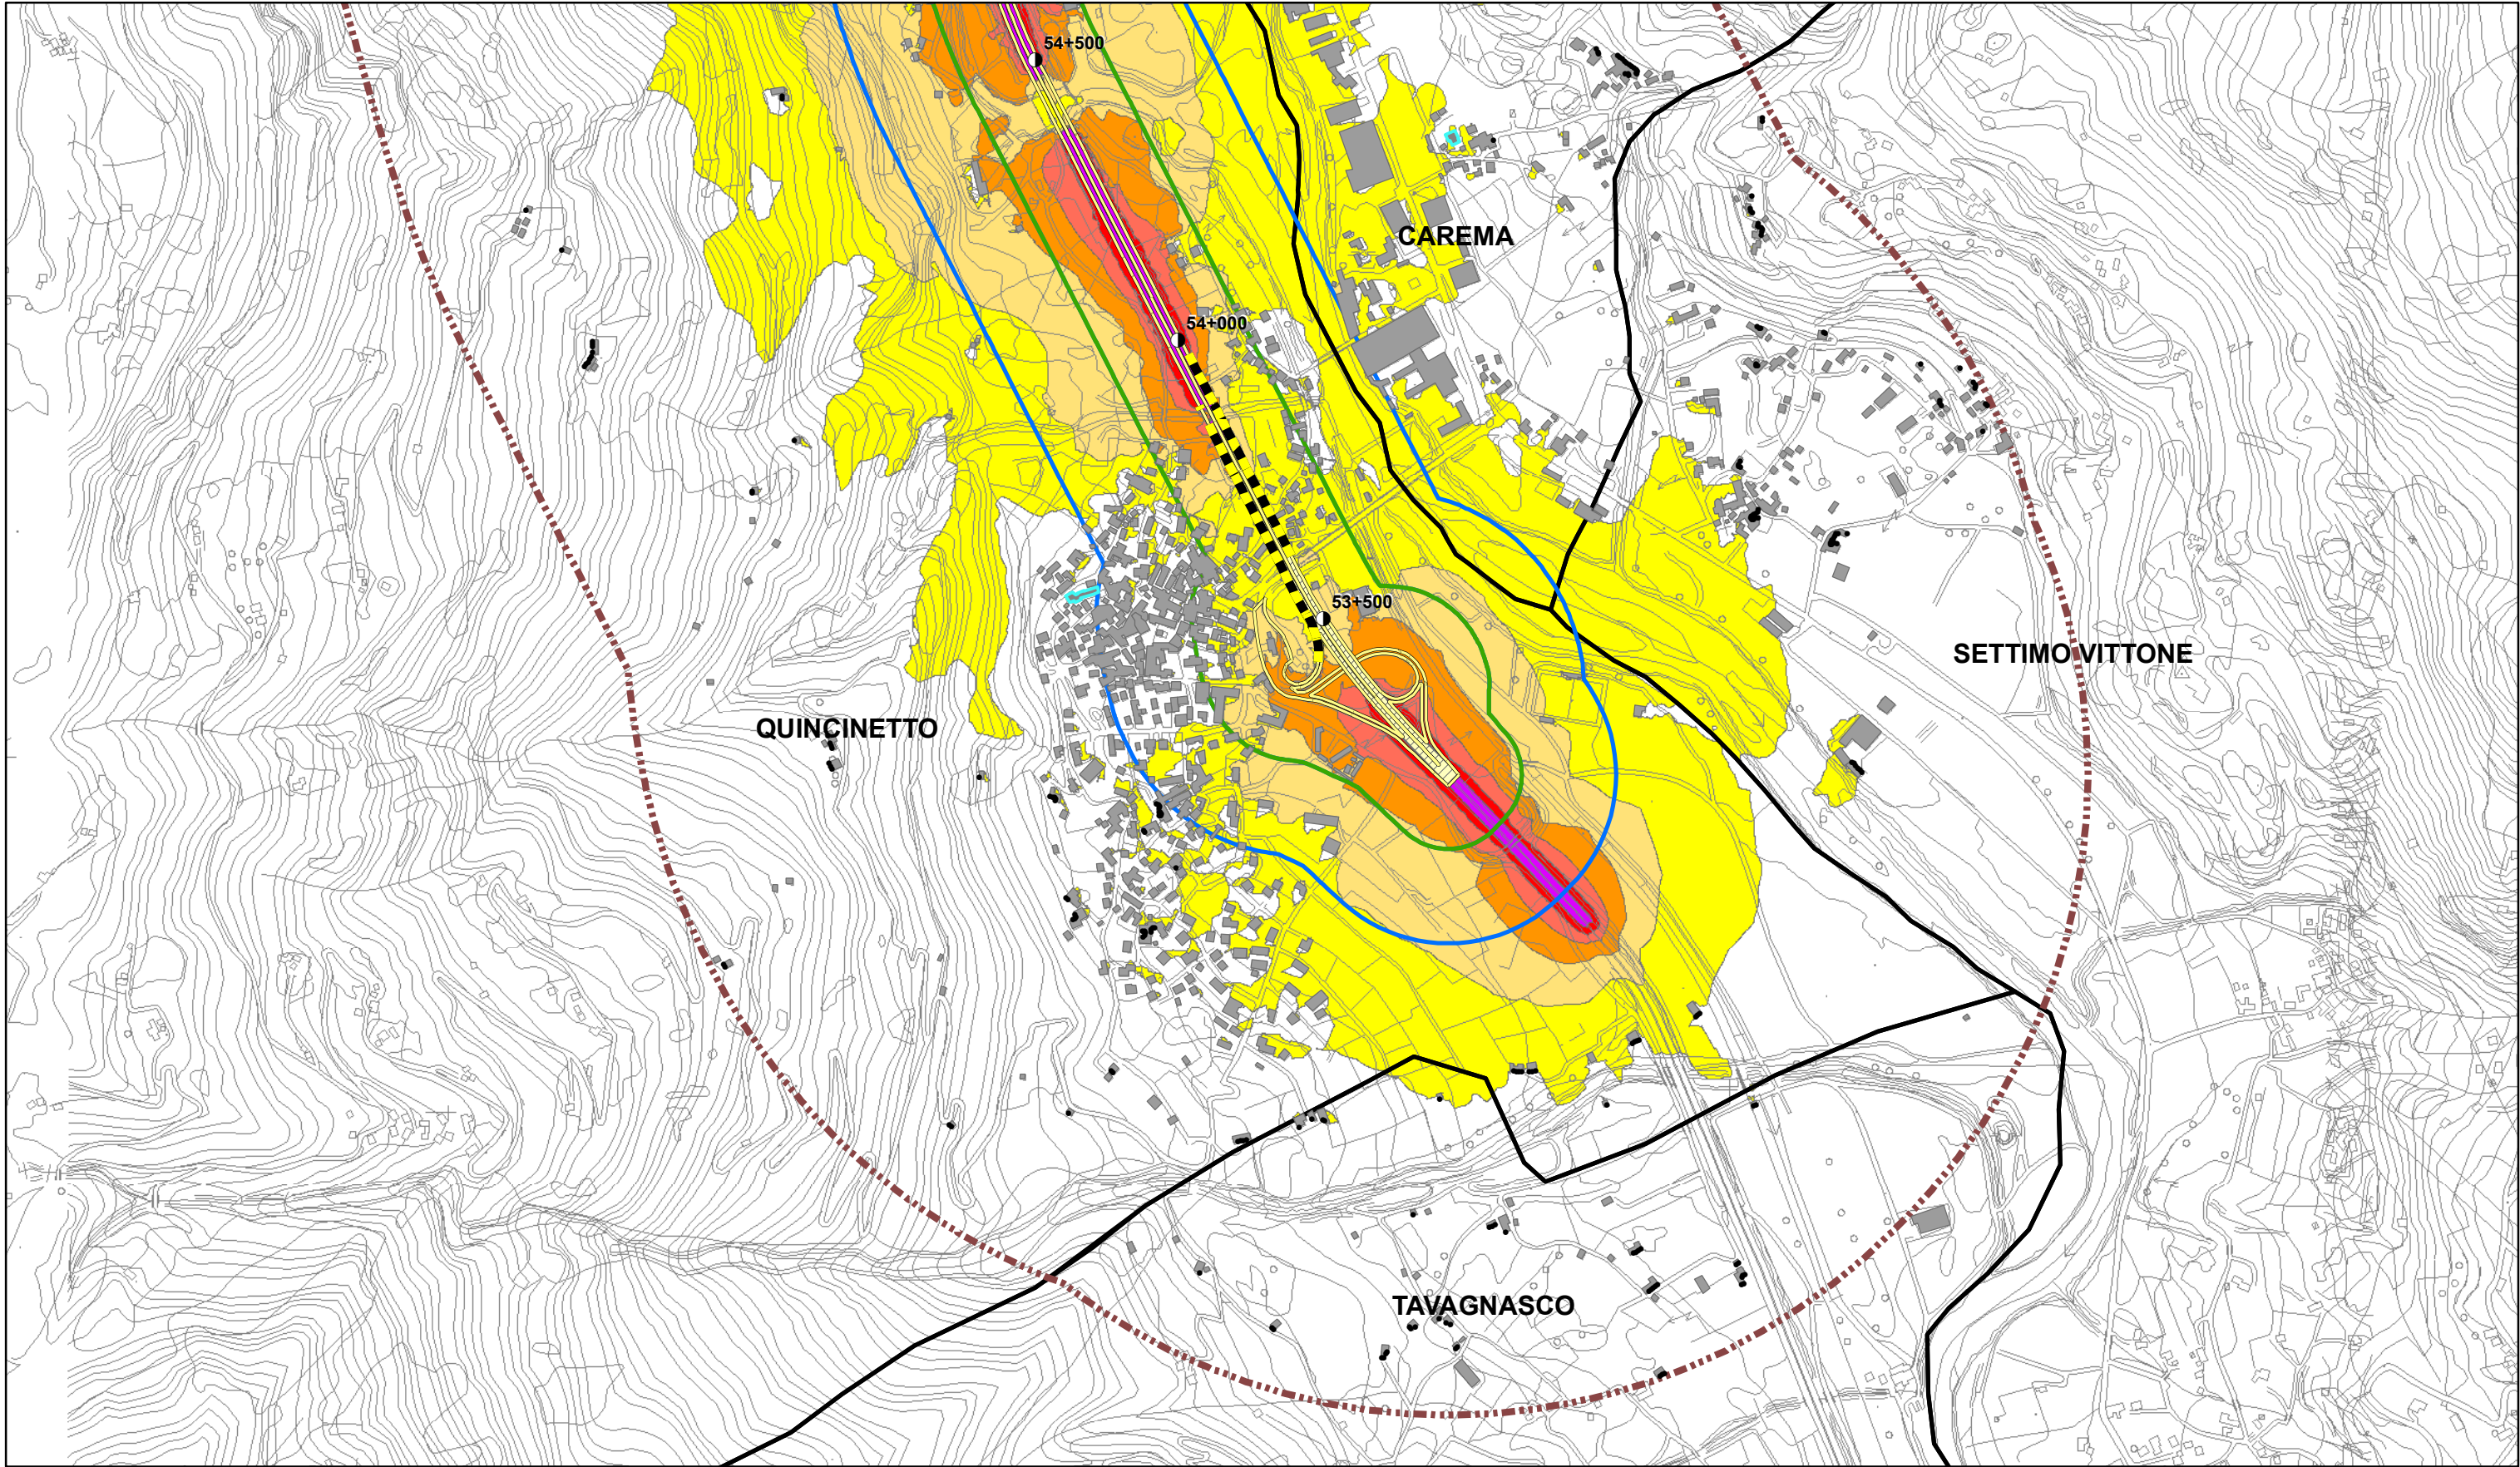 54+500
CAREMA
54+000
53+500
SETTIMO VITTONE
QUINCINETTO
TAVAGNASCO